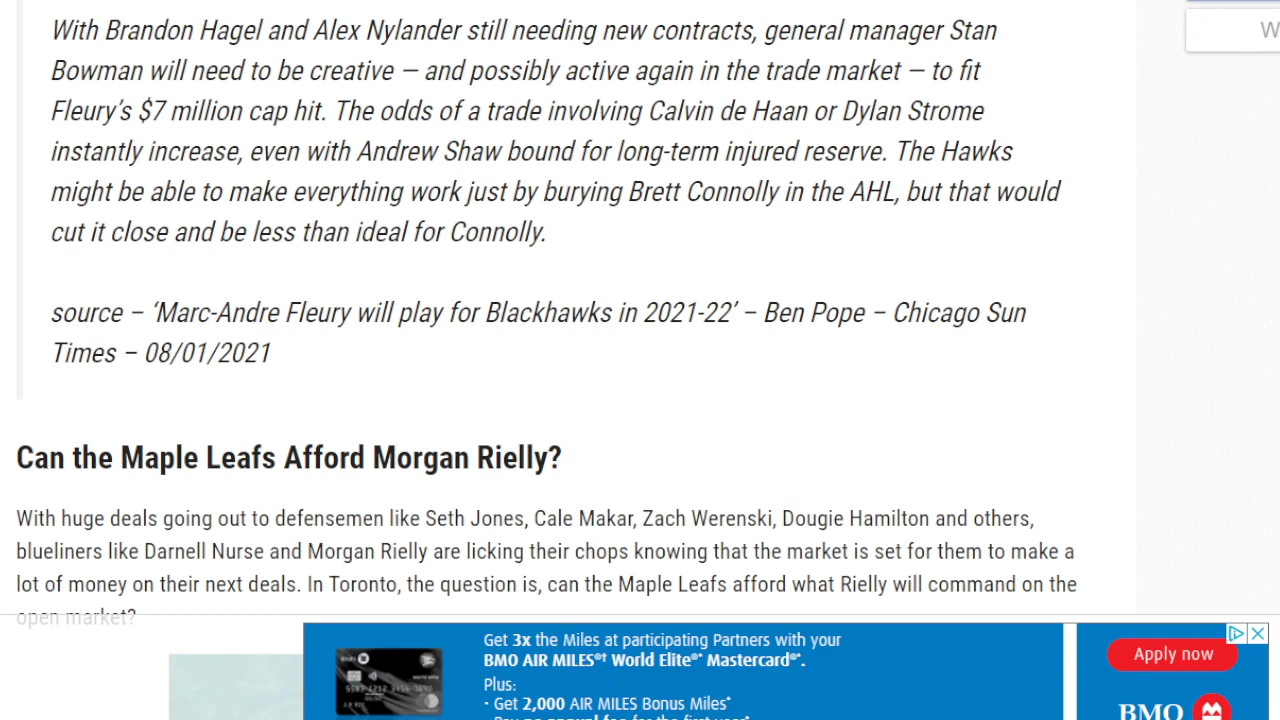 With Brandon Hagel and Alex Nylander still needing new contracts, general manager Stan
Bowman will need to be creative – and possibly active again in the trade market – to fit
Fleury's $7 million cap hit. The odds of a trade involving Calvin de Haan or Dylan Strome
instantly increase, even with Andrew Shaw bound for long-term injured reserve. The Hawks
might be able to make everything work just by burying Brett Connolly in the AHL, but that would
cut it close and be less than ideal for Connolly.
source – ‘Marc-Andre Fleury will play for Blackhawks in 2021-22’ – Ben Pope – Chicago Sun
Times – 08/01/2021
Can the Maple Leafs Afford Morgan Rielly?
With huge deals going out to defensemen like Seth Jones, Cale Makar, Zach Werenski, Dougie Hamilton and others,
blueliners like Darnell Nurse and Morgan Rielly are licking their chops knowing that the market is set for them to make a
lot of money on their next deals. In Toronto, the question is, can the Maple Leafs afford what Rielly will command on the
open market?
Get 3x the Miles at participating Partners with your
BMO AIR MILES®† World Elite®* Mastercard®*.
Plus:
- Get 2,000 AIR MILES Bonus Miles*
- Pay no annual fee for the first year*
Apply now
BMO